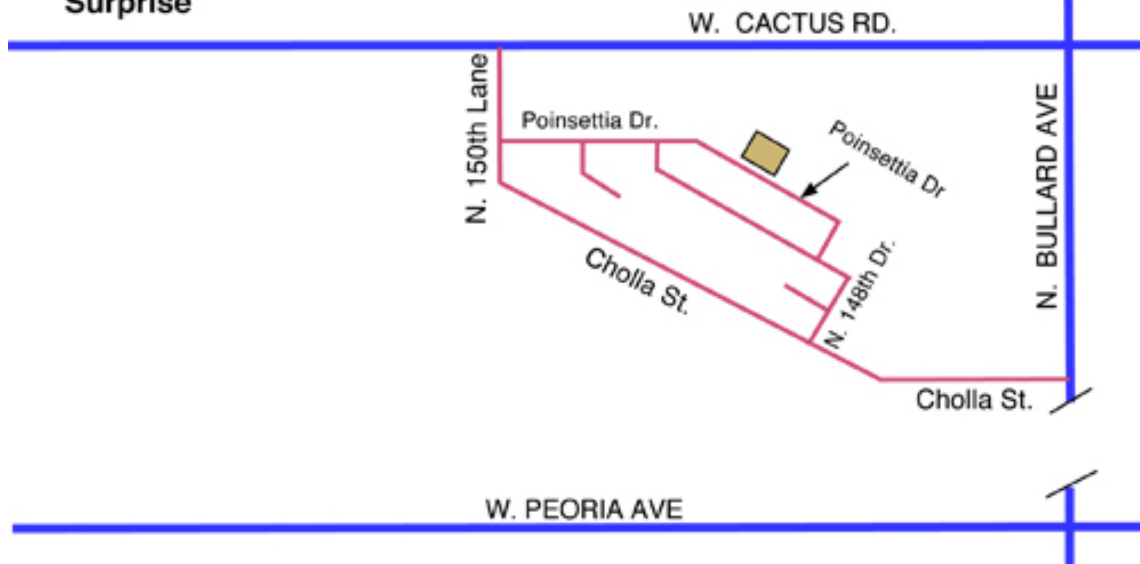 Surprise
W. CACTUS RD.
N. 150th Lane
Poinsettia Dr.
Poinsettia Dr
N. BULLARD AVE
Cholla St.
N. 148th Dr.
Cholla St.
W. PEORIA AVE